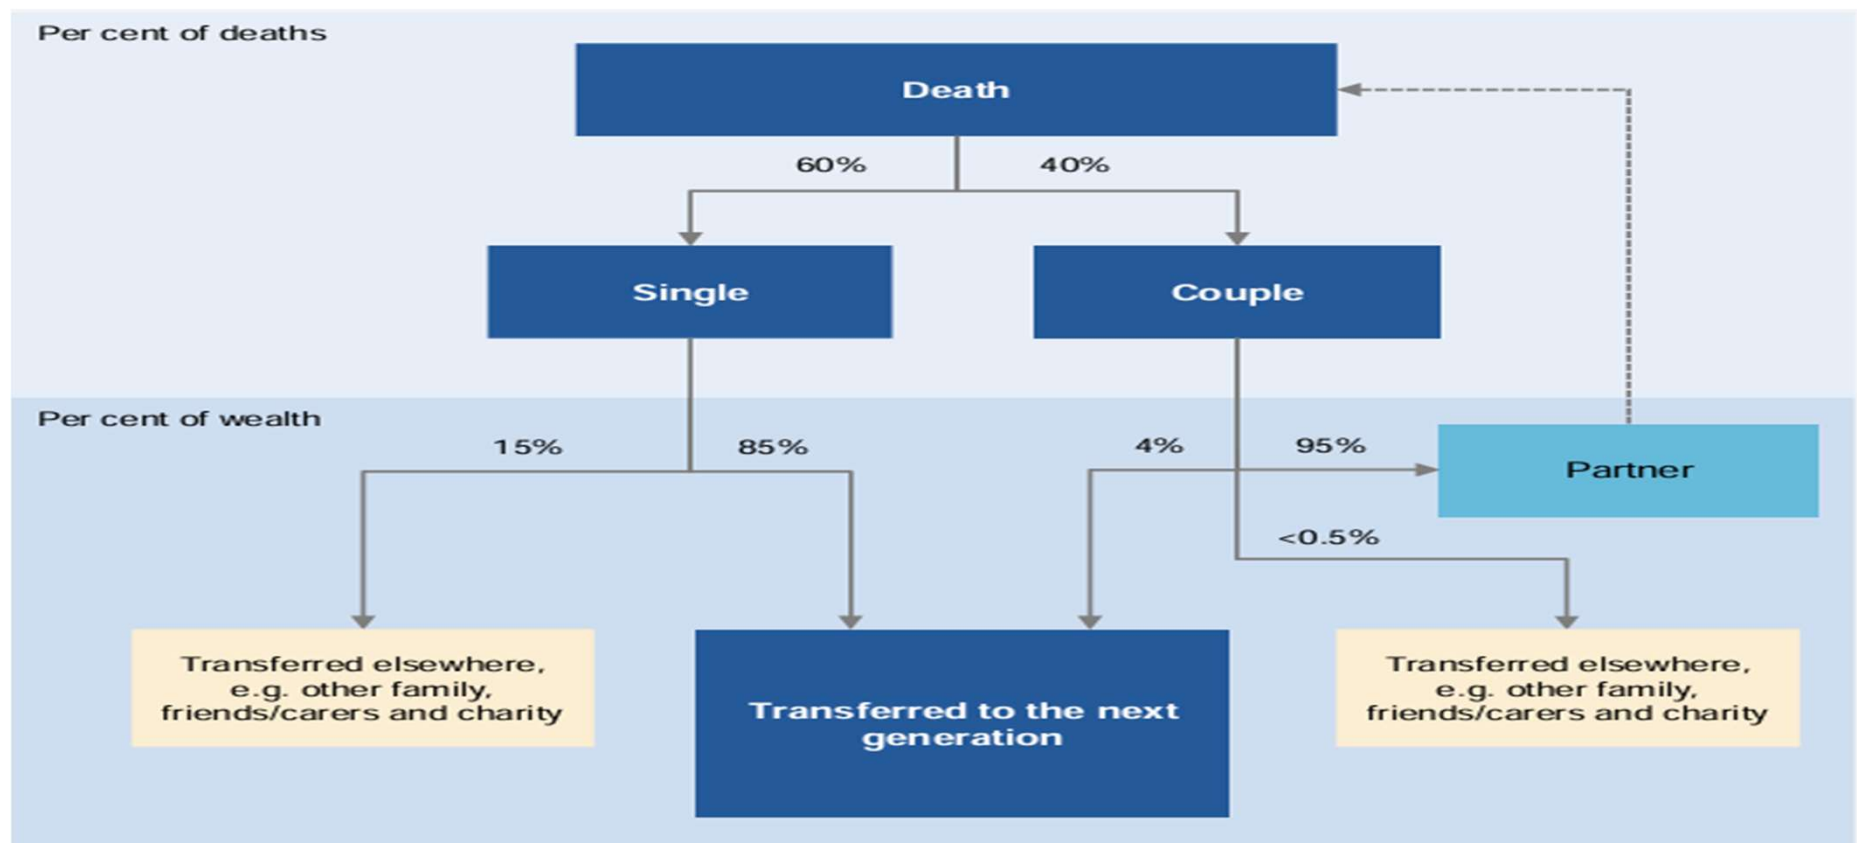 Per cent of deaths
Death
60%
40%
Single
Couple
Per cent of wealth
15%
85%
4%
95%
Partner
<0.5%
Transferred elsewhere,
e.g. other family,
friends/carers and charity
Transferred to the next
generation
Transferred elsewhere,
e.g. other family,
friends/carers and charity